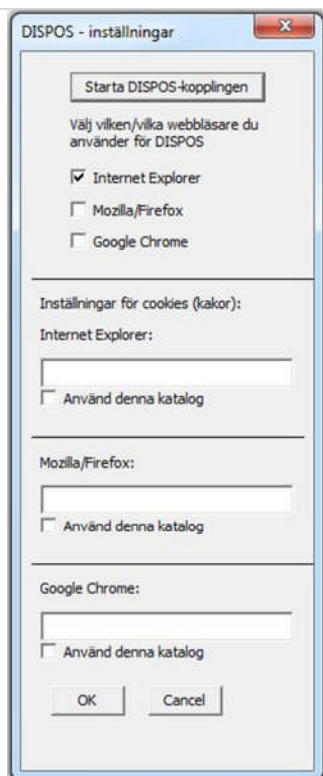 DISPOS - inställningar
Starta DISPOS-kopplingen
Välj vilken/vilka webbläsare du
använder för DISPOS
Internet Explorer
Mozilla/Firefox
Google Chrome
Inställningar för cookies (kakor):
Internet Explorer:
Använd denna katalog
Mozilla/Firefox:
Använd denna katalog
Google Chrome:
Använd denna katalog
OK Cancel